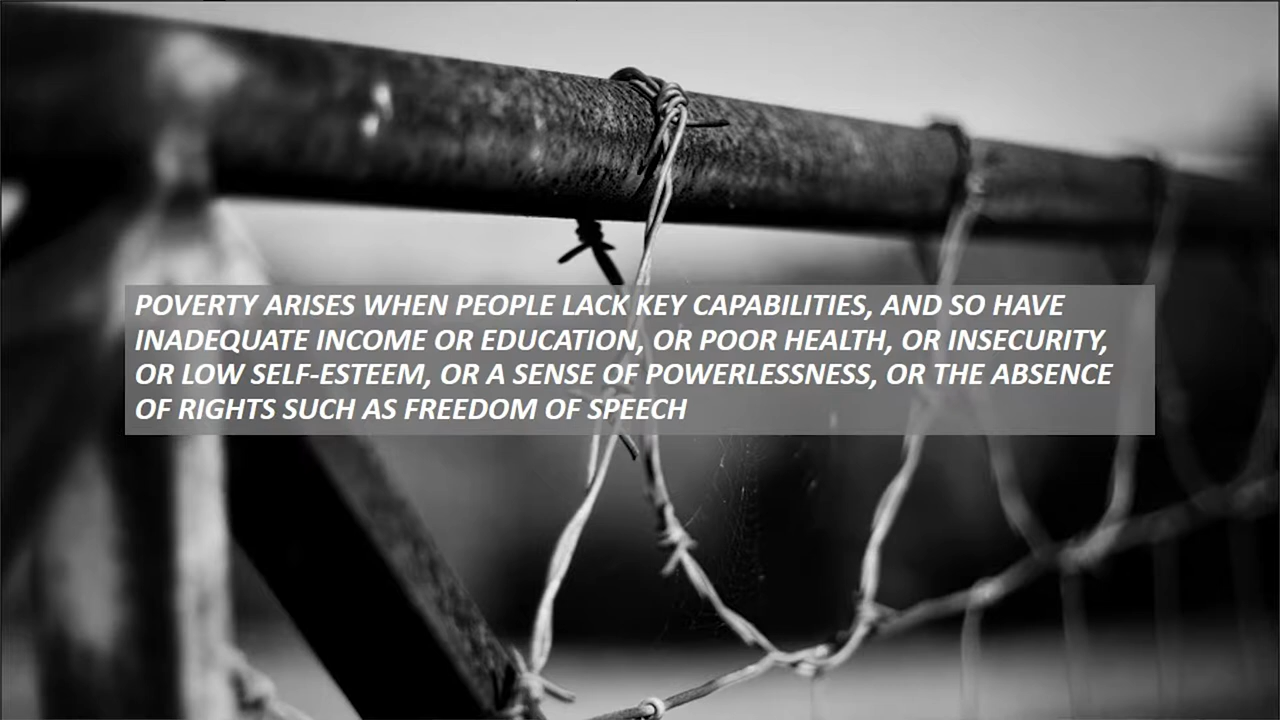 POVERTY ARISES WHEN PEOPLE LACK KEY CAPABILITIES, AND SO HAVE
INADEQUATE INCOME OR EDUCATION, OR POOR HEALTH, OR INSECURITY,
OR LOW SELF-ESTEEM, OR A SENSE OF POWERLESSNESS, OR THE ABSENCE
OF RIGHTS SUCH AS FREEDOM OF SPEECH